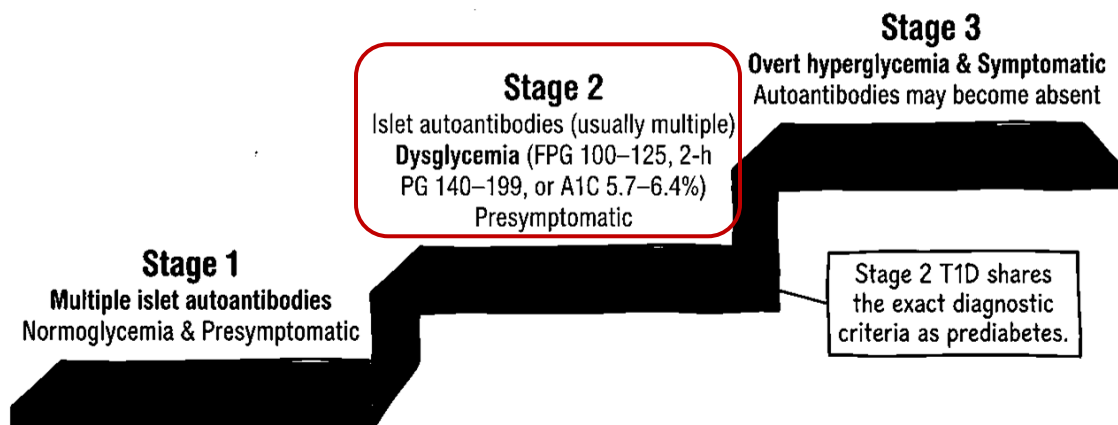 Stage 1
Multiple islet autoantibodies
Normoglycemia & Presymptomatic
Stage 2
Islet autoantibodies (usually multiple)
Dysglycemia (FPG 100–125, 2-h
PG 140–199, or A1C 5.7–6.4%)
Presymptomatic
Stage 3
Overt hyperglycemia & Symptomatic
Autoantibodies may become absent
Stage 2 T1D shares
the exact diagnostic
criteria as prediabetes.